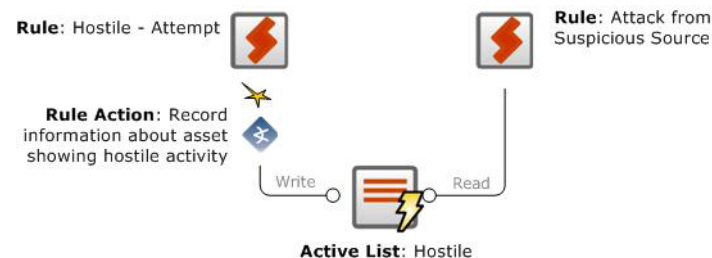 Rule: Hostile - Attempt
Rule: Attack from
Suspicious Source
Rule Action: Record
information about asset
showing hostile activity
Write
Read
Active List: Hostile